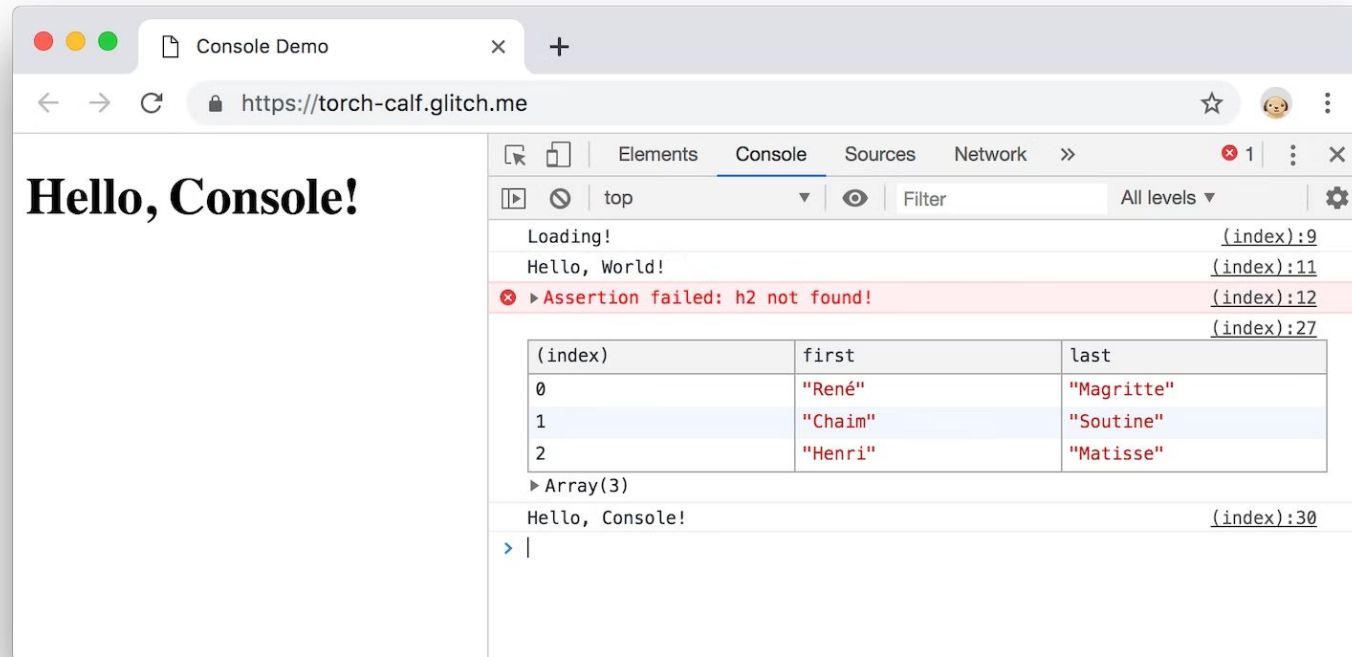 Console Demo
https://torch-calf.glitch.me
Elements Console Sources Network » 1
top Filter All levels
Hello, Console!
Loading! (index):9
Hello, World! (index):11
Assertion failed: h2 not found! (index):12
(index):27
(index) first last
0 "René" "Magritte"
1 "Chaim" "Soutine"
2 "Henri" "Matisse"
Array(3)
Hello, Console! (index):30
>